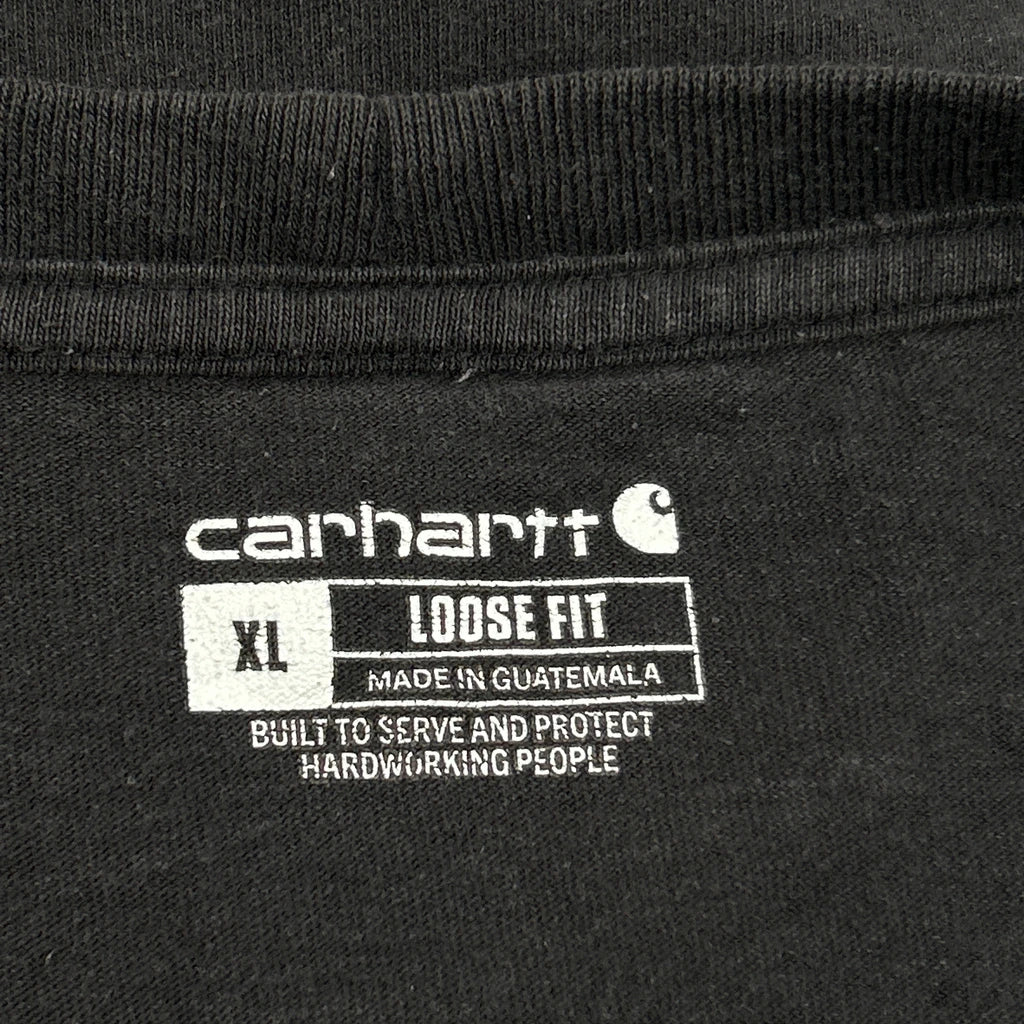 carhartt
XL
LOOSE FIT
MADE IN GUATEMALA
BUILT TO SERVE AND PROTECT
HARDWORKING PEOPLE